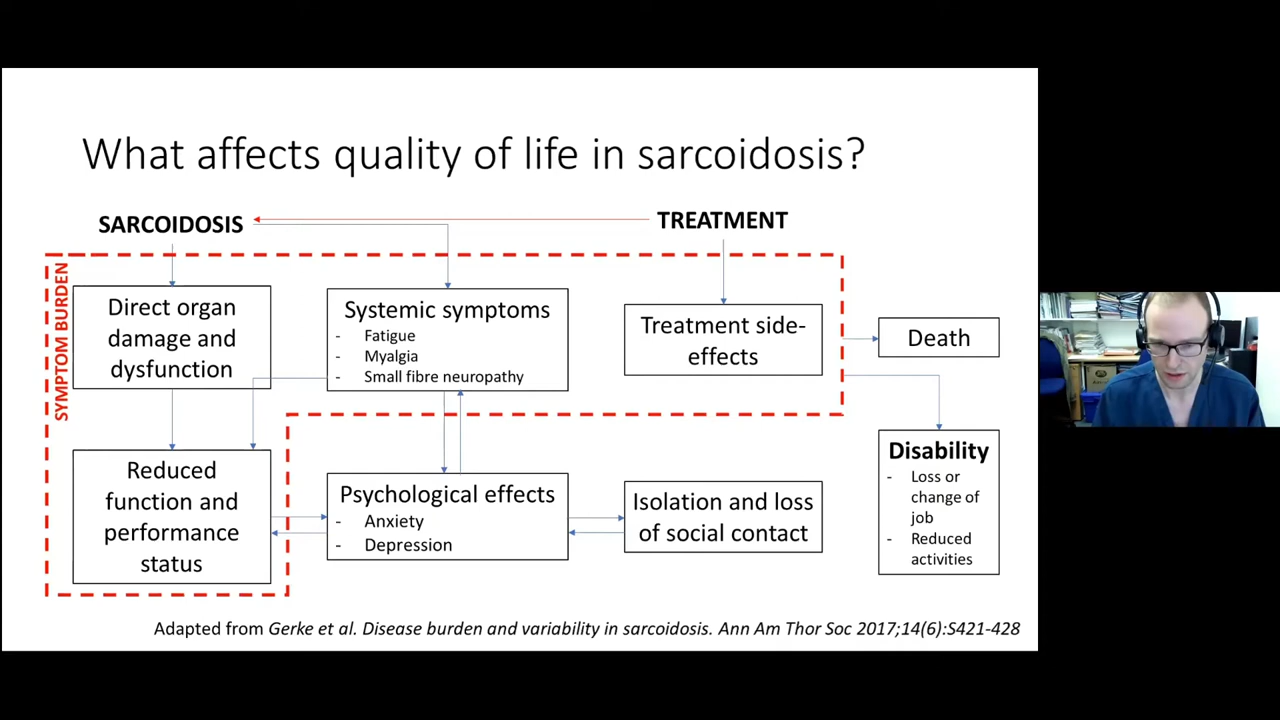 What affects quality of life in sarcoidosis?
SARCOIDOSIS
TREATMENT
SYMPTOM BURDEN
Direct organ
damage and
dysfunction
Systemic symptoms
- Fatigue
- Myalgia
- Small fibre neuropathy
Treatment side-
effects
Death
Reduced
function and
performance
status
Psychological effects
- Anxiety
- Depression
Isolation and loss
of social contact
Disability
- Loss or
change of
job
- Reduced
activities
Adapted from Gerke et al. Disease burden and variability in sarcoidosis. Ann Am Thor Soc 2017;14(6):S421-428